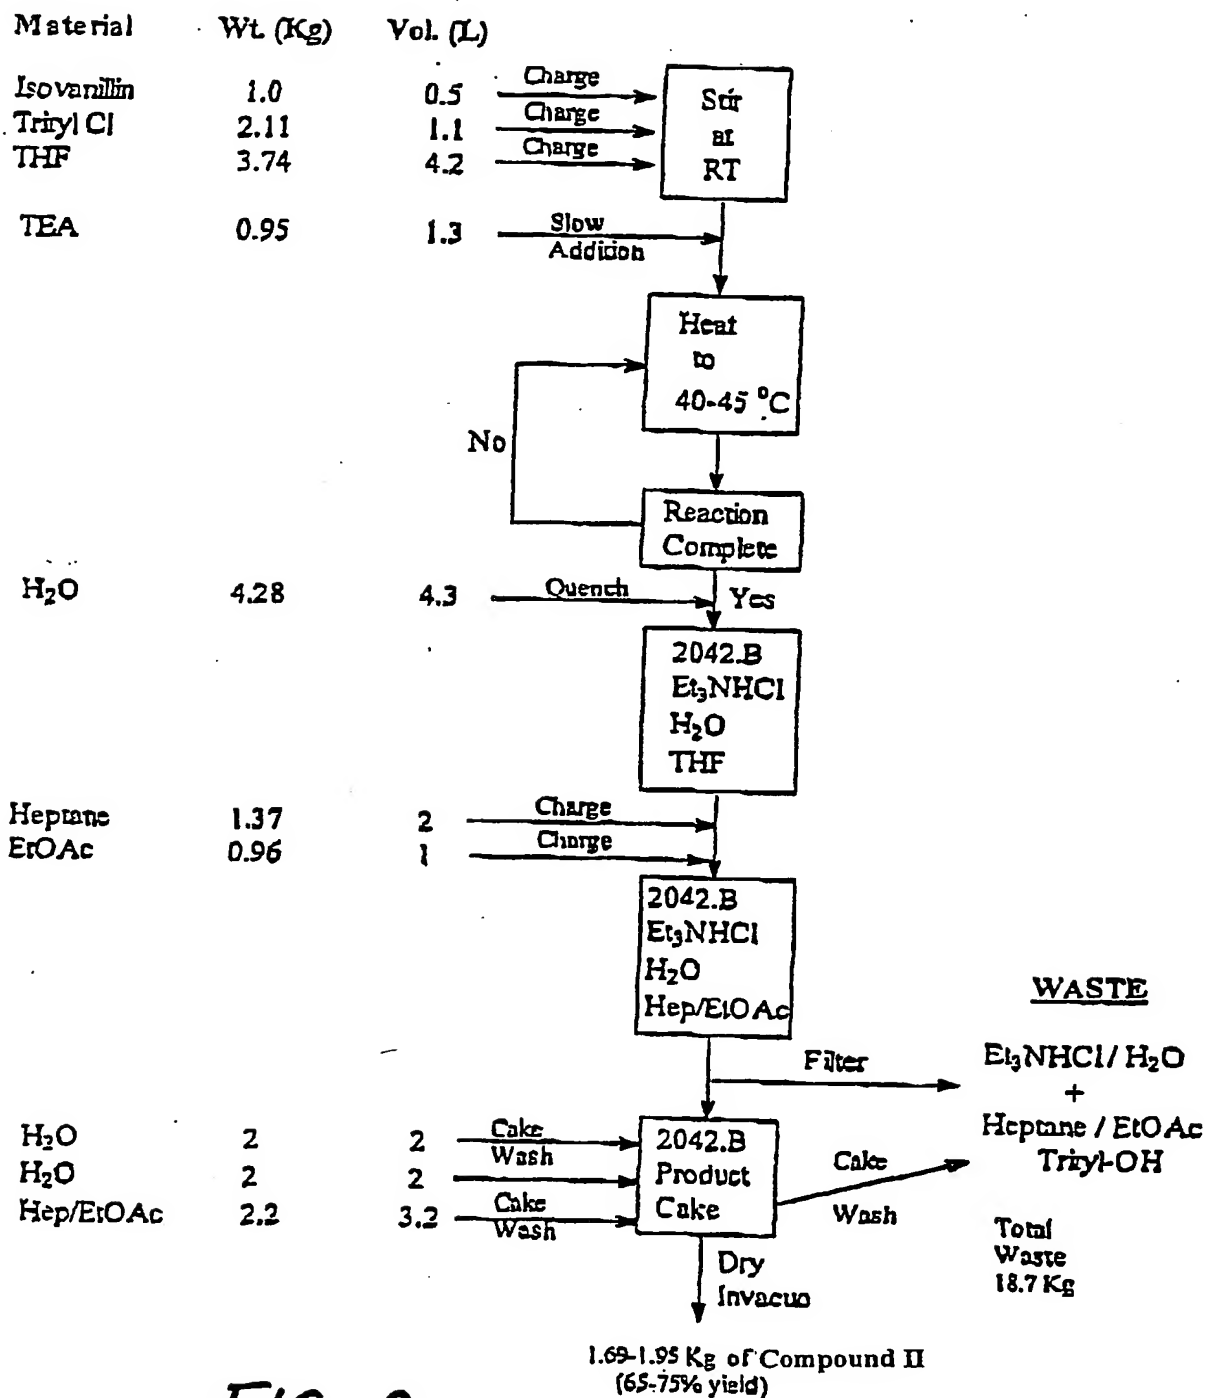 Material Wt. (Kg) Vol. (L)
Isovanillin 1.0 0.5 Charge
Trityl Cl 2.11 1.1 Charge
THF 3.74 4.2 Charge
Stir
at
RT
TEA 0.95 1.3 Slow
Addition
Heat
to
40-45 °C
No
Reaction
Complete
H₂O 4.28 4.3 Quench Yes
2042.B
Et₃NHCl
H₂O
THF
Heptane 1.37 2 Charge
EtOAc 0.96 1 Charge
2042.B
Et₃NHCl
H₂O
Hep/EtOAc
WASTE
Filter
Et₃NHCl / H₂O
+
Heptane / EtOAc
Trityl-OH
H₂O 2 2 Cake
Wash
H₂O 2 2
Hep/EtOAc 2.2 3.2 Cake
Wash
2042.B
Product
Cake
Cake
Wash
Total
Waste
18.7 Kg
Dry
Invacuo
1.69-1.95 Kg of Compound II
(65-75% yield)